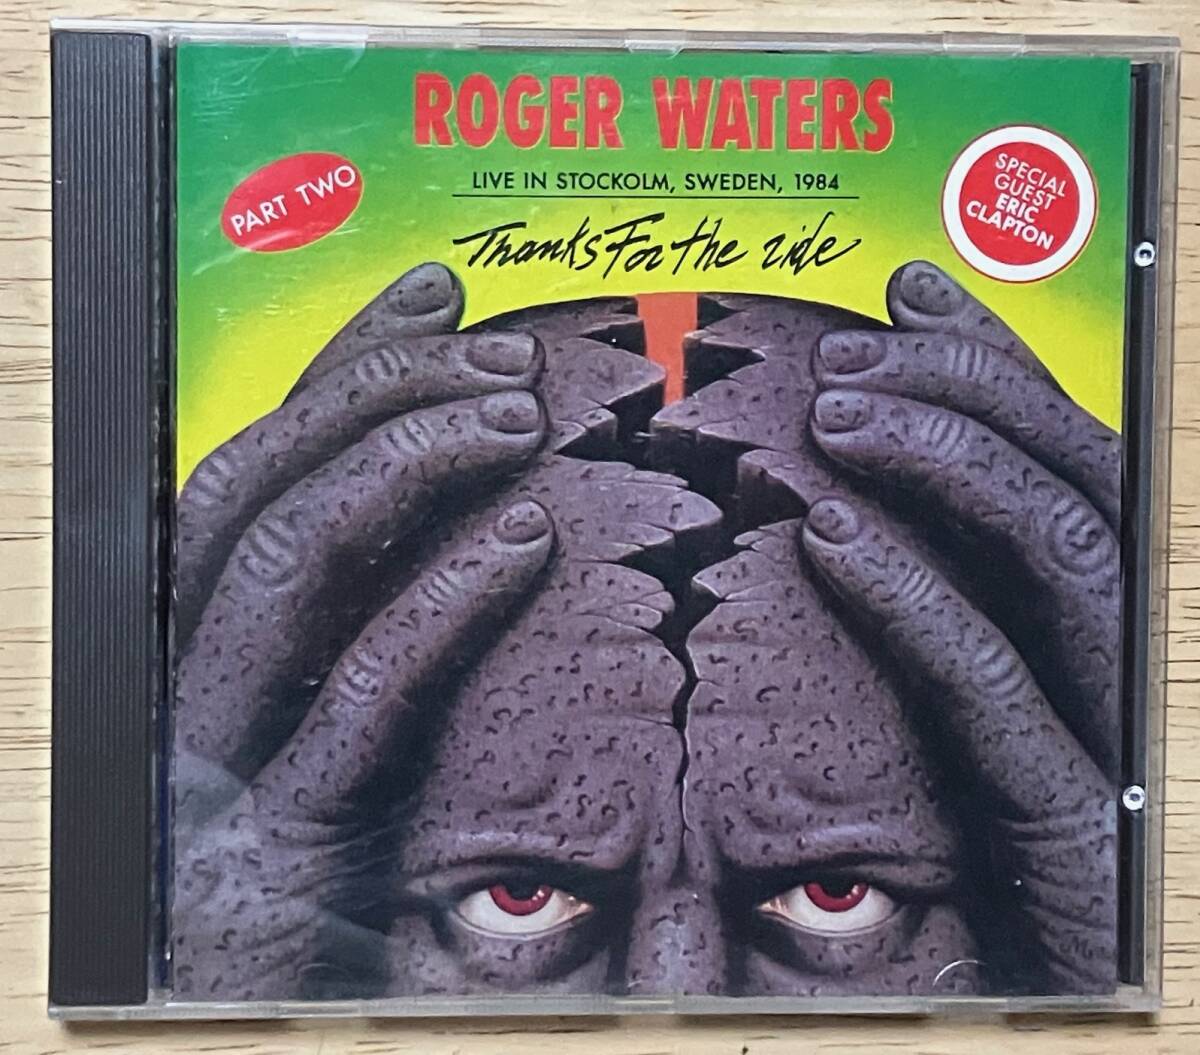 ROGER WATERS
LIVE IN STOCKOLM, SWEDEN, 1984
Thanks For the ride
PART TWO
SPECIAL
GUEST
ERIC
CLAPTON